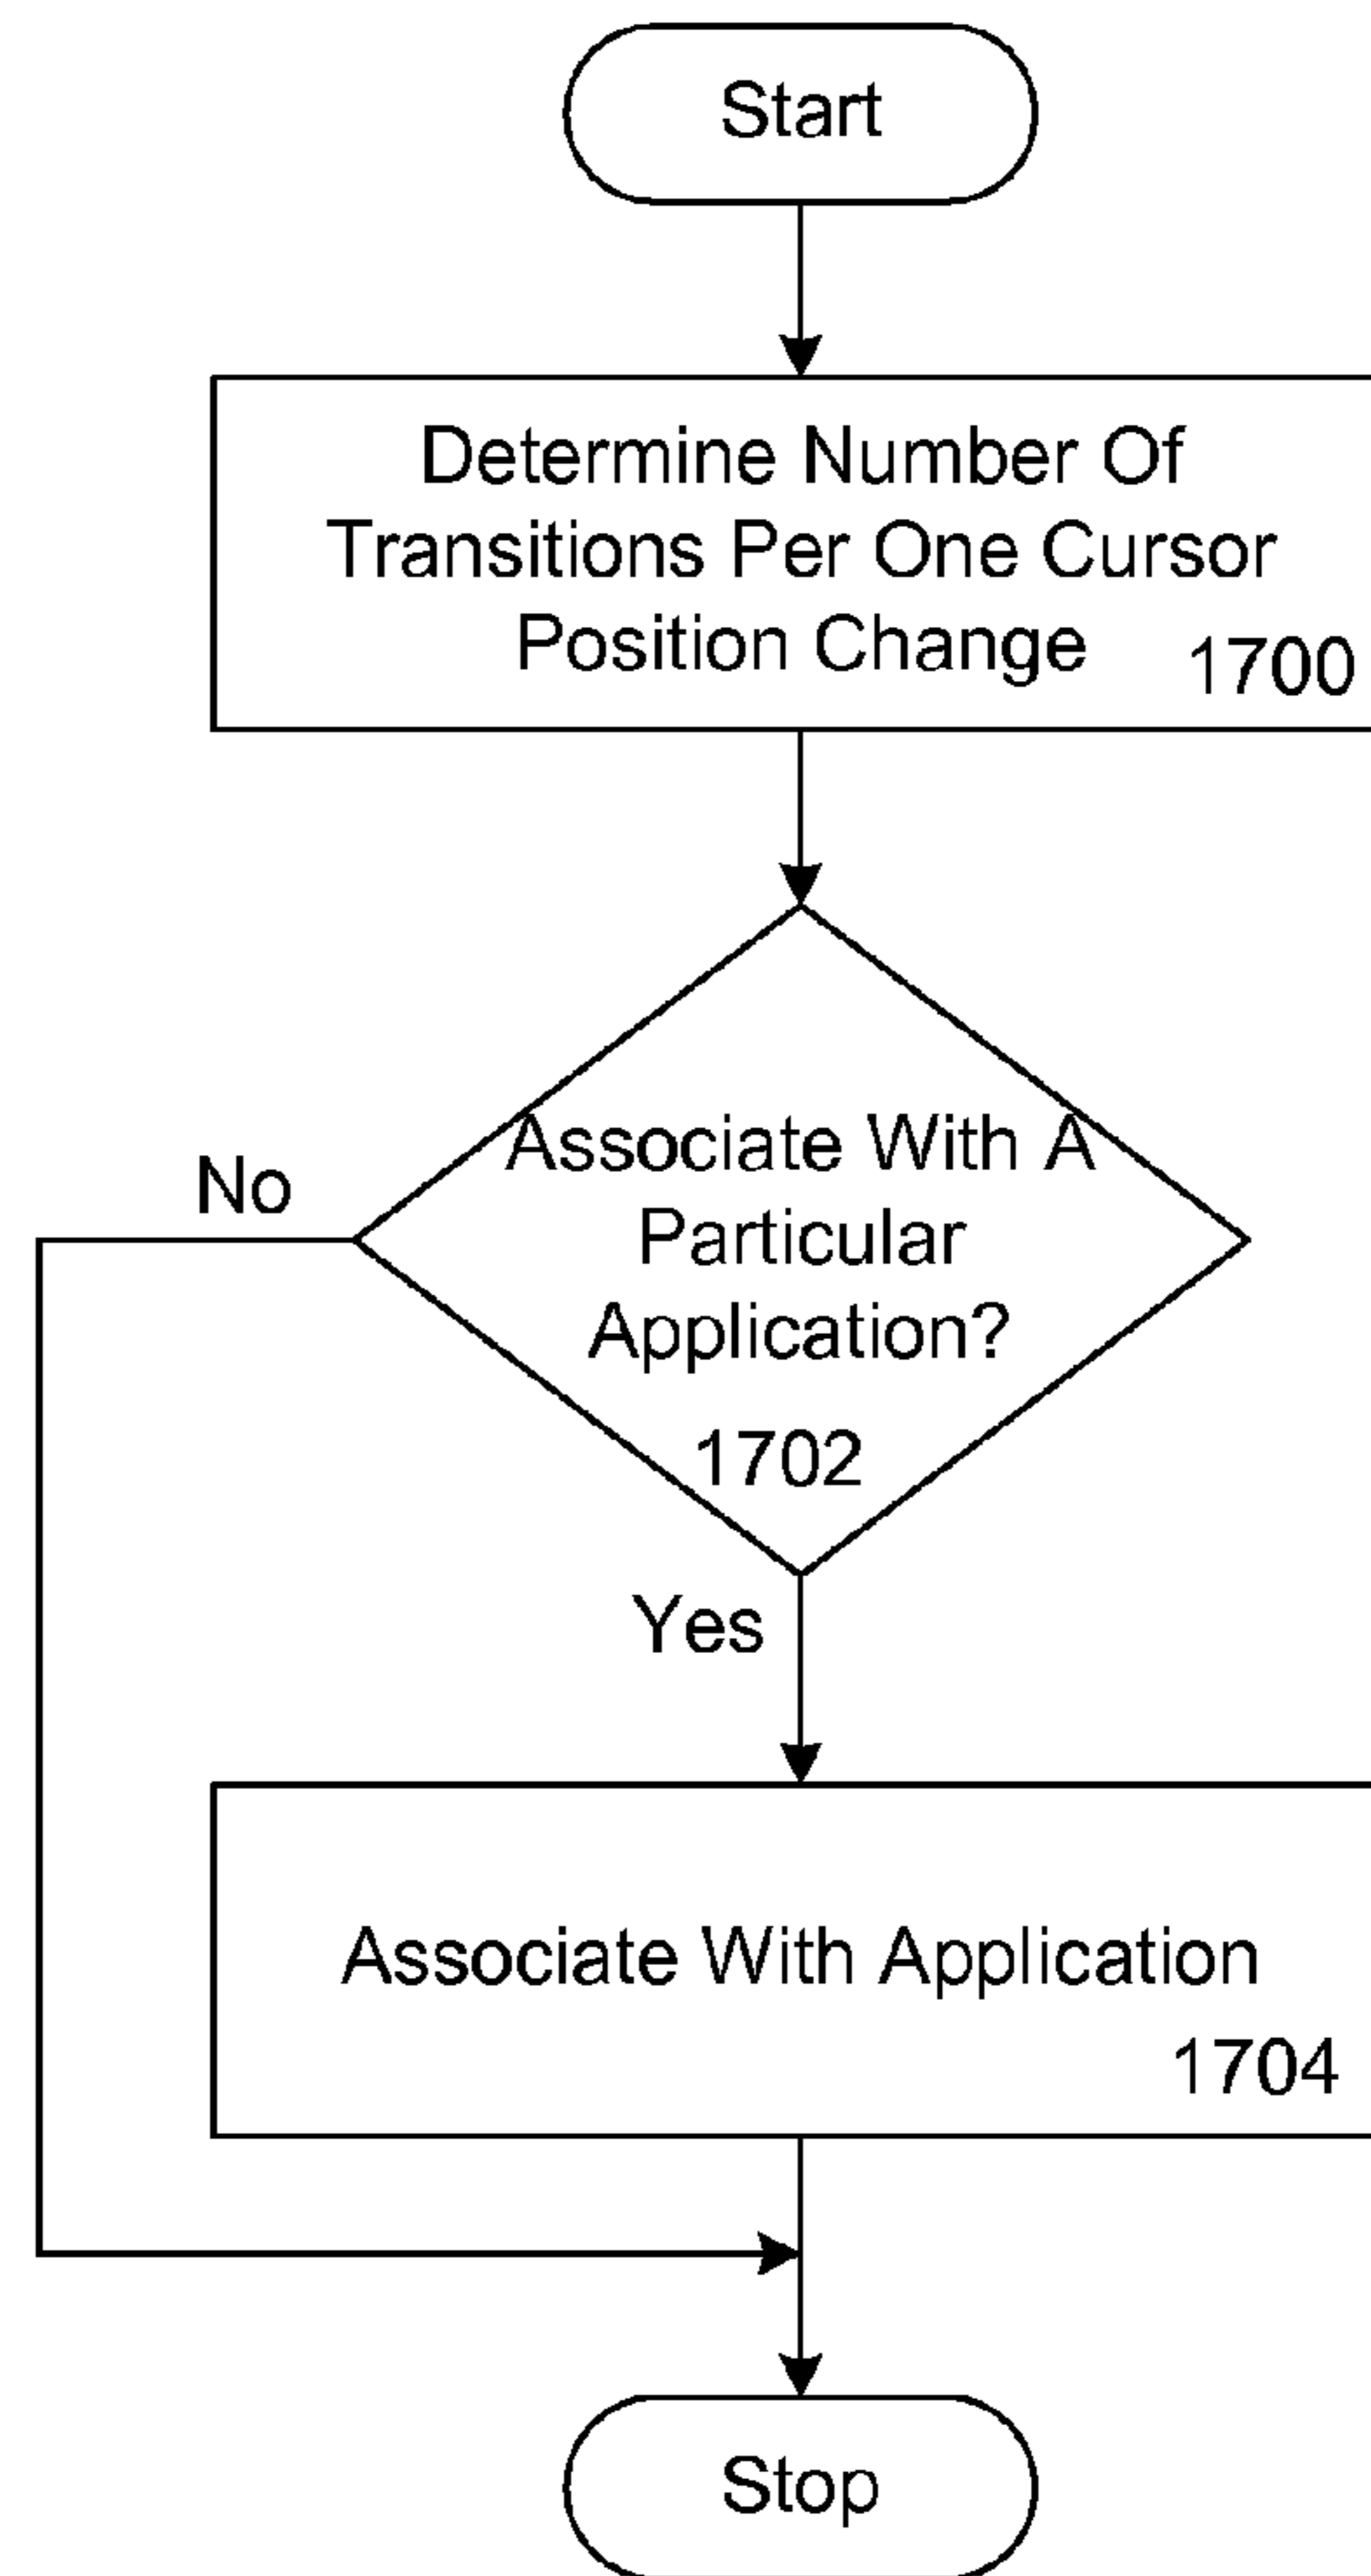 Start
Determine Number Of
Transitions Per One Cursor
Position Change
1700
Associate With A
Particular
Application?
1702
No
Yes
Associate With Application
1704
Stop